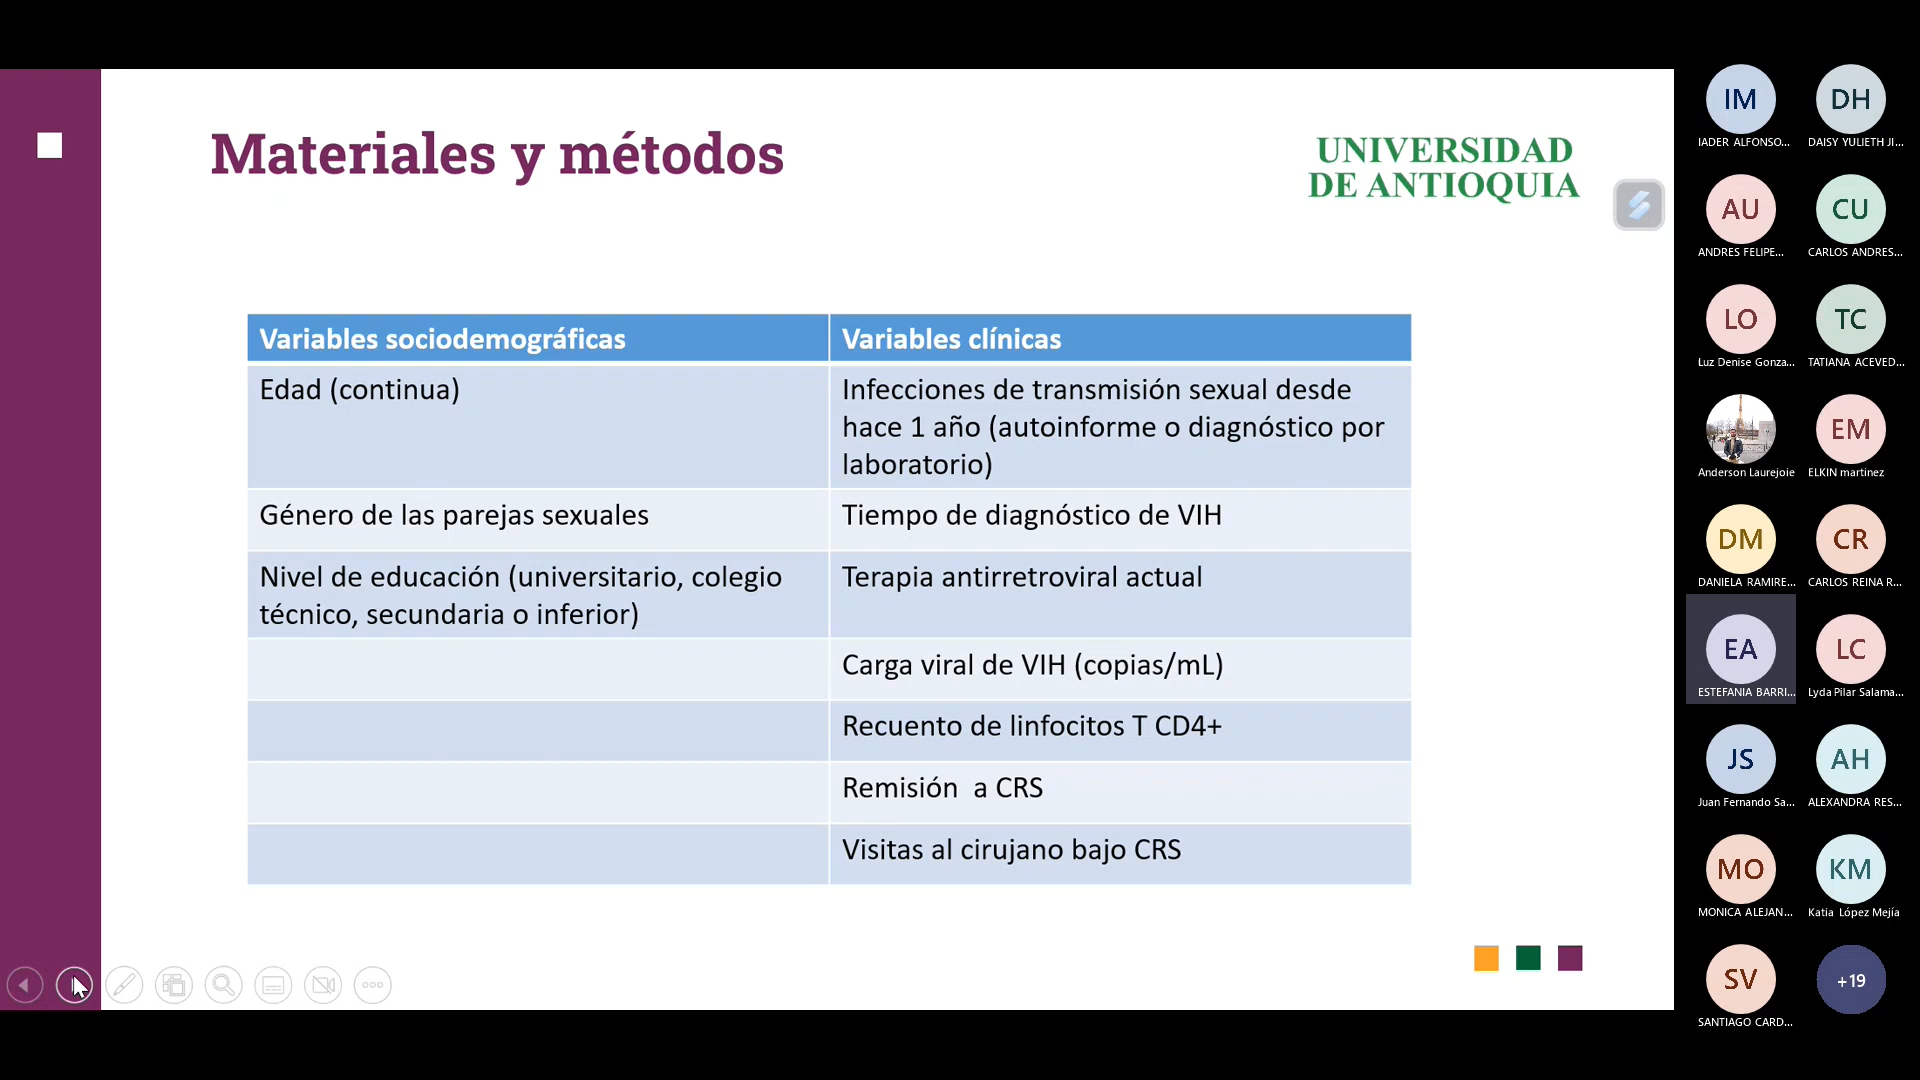 Materiales y métodos
UNIVERSIDAD
DE ANTIOQUIA
Variables sociodemográficas
Variables clínicas
Edad (continua)
Infecciones de transmisión sexual desde
hace 1 año (autoinforme o diagnóstico por
laboratorio)
Género de las parejas sexuales
Tiempo de diagnóstico de VIH
Nivel de educación (universitario, colegio
técnico, secundaria o inferior)
Terapia antirretroviral actual
Carga viral de VIH (copias/mL)
Recuento de linfocitos T CD4+
Remisión  a CRS
Visitas al cirujano bajo CRS
IM
IADER ALFONSO...
DH
DAISY YULIETH JI...
AU
ANDRES FELIPE...
CU
CARLOS ANDRES...
LO
Luz Denise Gonza...
TC
TATIANA ACEVED...
Anderson Laurejoie
EM
ELKIN martinez
DM
DANIELA RAMIRE...
CR
CARLOS REINA R...
EA
ESTEFANIA BARRI...
LC
Lyda Pilar Salama...
JS
Juan Fernando Sa...
AH
ALEXANDRA RES...
MO
MONICA ALEJAN...
KM
Katia López Mejía
SV
SANTIAGO CARD...
+19